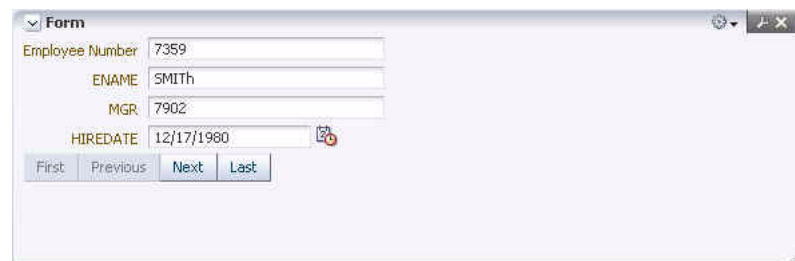 Form
Employee Number 7359
ENAME SMITh
MGR 7902
HIREDATE 12/17/1980
First Previous Next Last